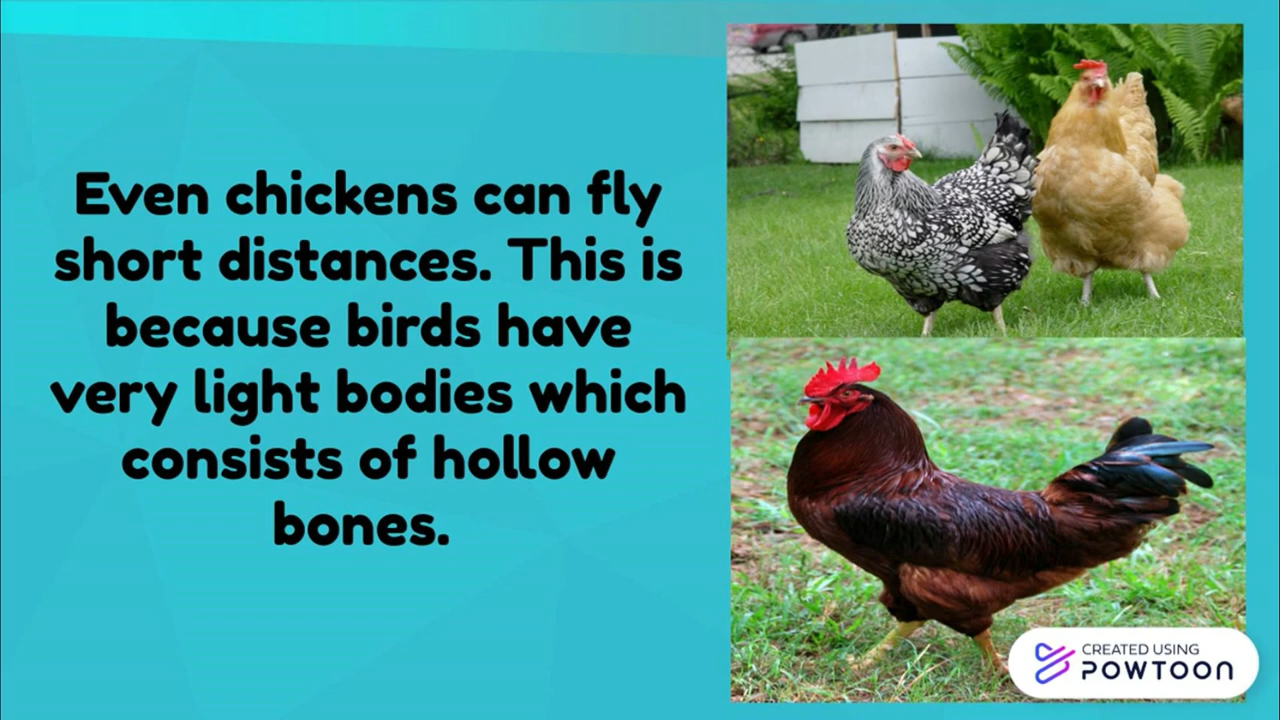 Even chickens can fly
short distances. This is
because birds have
very light bodies which
consists of hollow
bones.
CREATED USING
POWTOON